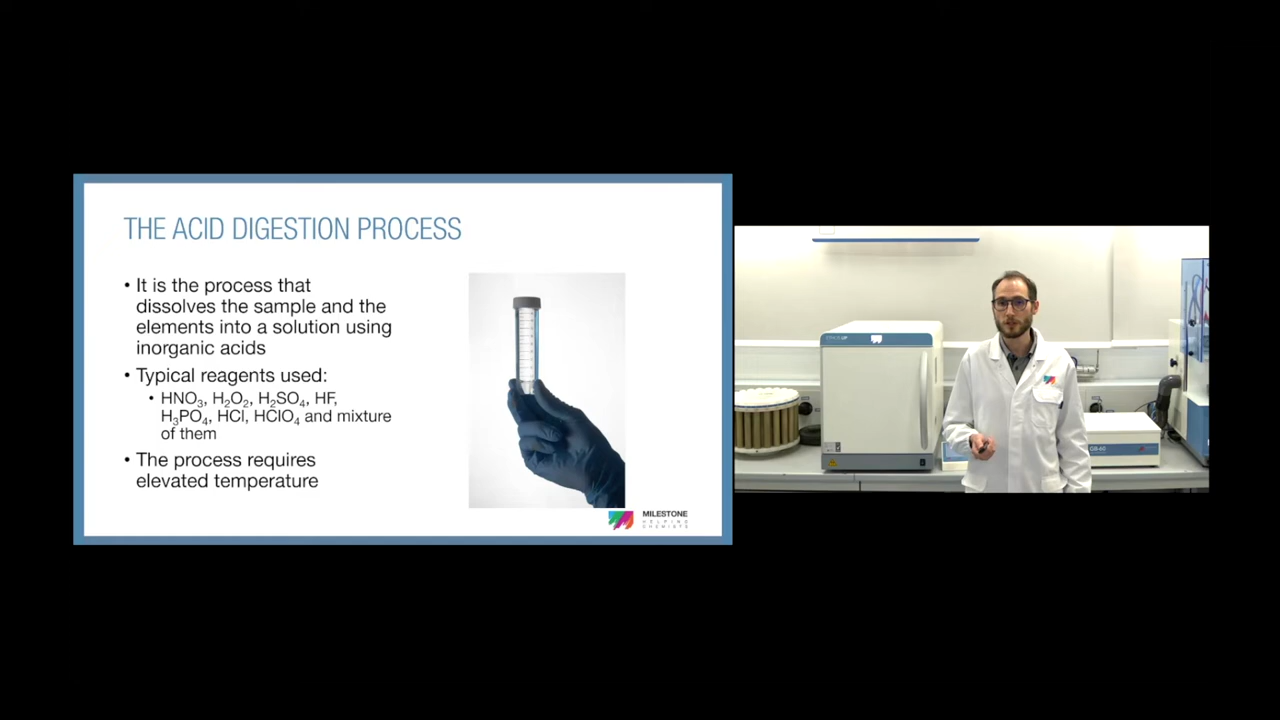 THE ACID DIGESTION PROCESS
• It is the process that
dissolves the sample and the
elements into a solution using
inorganic acids
• Typical reagents used:
• HNO₃, H₂O₂, H₂SO₄, HF,
H₃PO₄, HCl, HClO₄ and mixture
of them
• The process requires
elevated temperature
MILESTONE
HELPING
CHEMISTS